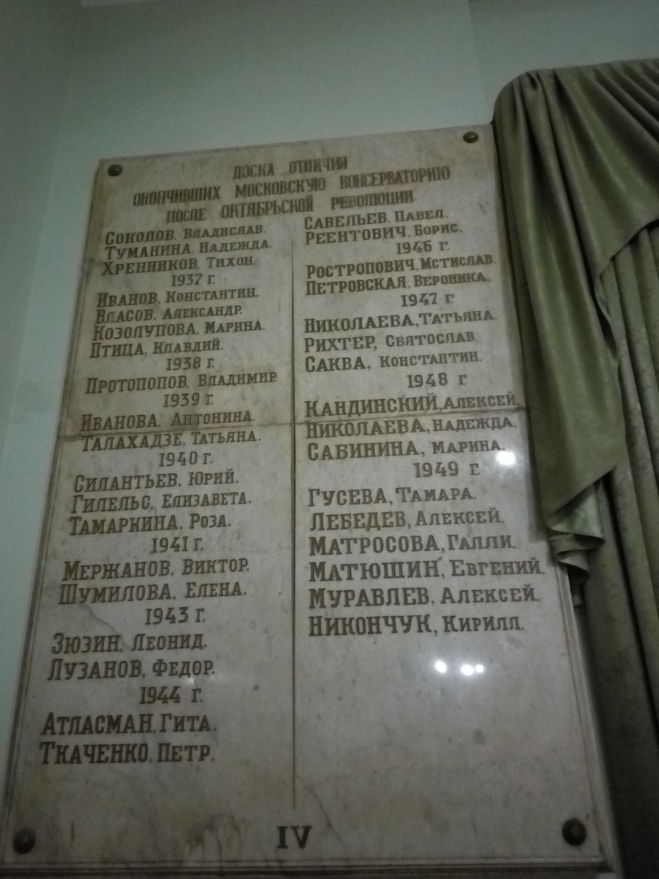 ДОСКА ОТЛИЧИЯ
ОКОНЧИВШИХ МОСКОВСКУЮ КОНСЕРВАТОРИЮ
ПОСЛЕ ОКТЯБРЬСКОЙ РЕВОЛЮЦИИ
СОКОЛОВ, ВЛАДИСЛАВ.
ТУМАНИНА, НАДЕЖДА.
ХРЕННИКОВ, ТИХОН.
1937 г.
ИВАНОВ, КОНСТАНТИН.
ВЛАСОВ, АЛЕКСАНДР.
КОЗОЛУПОВА, МАРИНА.
ПТИЦА, КЛАВДИЙ.
1938 г.
ПРОТОПОПОВ, ВЛАДИМИР.
1939 г.
ИВАНОВА, АНТОНИНА.
ТАЛАХАДЗЕ, ТАТЬЯНА.
1940 г.
СИЛАНТЬЕВ, ЮРИЙ.
ГИЛЕЛЬС, ЕЛИЗАВЕТА.
ТАМАРКИНА, РОЗА.
1941 г.
МЕРЖАНОВ, ВИКТОР.
ШУМИЛОВА, ЕЛЕНА.
1943 г.
ЗЮЗИН, ЛЕОНИД.
ЛУЗАНОВ, ФЕДОР.
1944 г.
АТЛАСМАН, ГИТА.
ТКАЧЕНКО, ПЕТР.
САВЕЛЬЕВ, ПАВЕЛ.
РЕЕНТОВИЧ, БОРИС.
1946 г.
РОСТРОПОВИЧ, МСТИСЛАВ.
ПЕТРОВСКАЯ, ВЕРОНИКА.
1947 г.
НИКОЛАЕВА, ТАТЬЯНА.
РИХТЕР, СВЯТОСЛАВ.
САКВА, КОНСТАНТИН.
1948 г
КАНДИНСКИЙ, АЛЕКСЕЙ.
НИКОЛАЕВА, НАДЕЖДА.
САБИНИНА, МАРИНА.
1949 г.
ГУСЕВА, ТАМАРА.
ЛЕБЕДЕВ, АЛЕКСЕЙ.
МАТРОСОВА, ГАЛЛИ.
МАТЮШИН, ЕВГЕНИЙ.
МУРАВЛЕВ, АЛЕКСЕЙ.
НИКОНЧУК, КИРИЛЛ.
IV